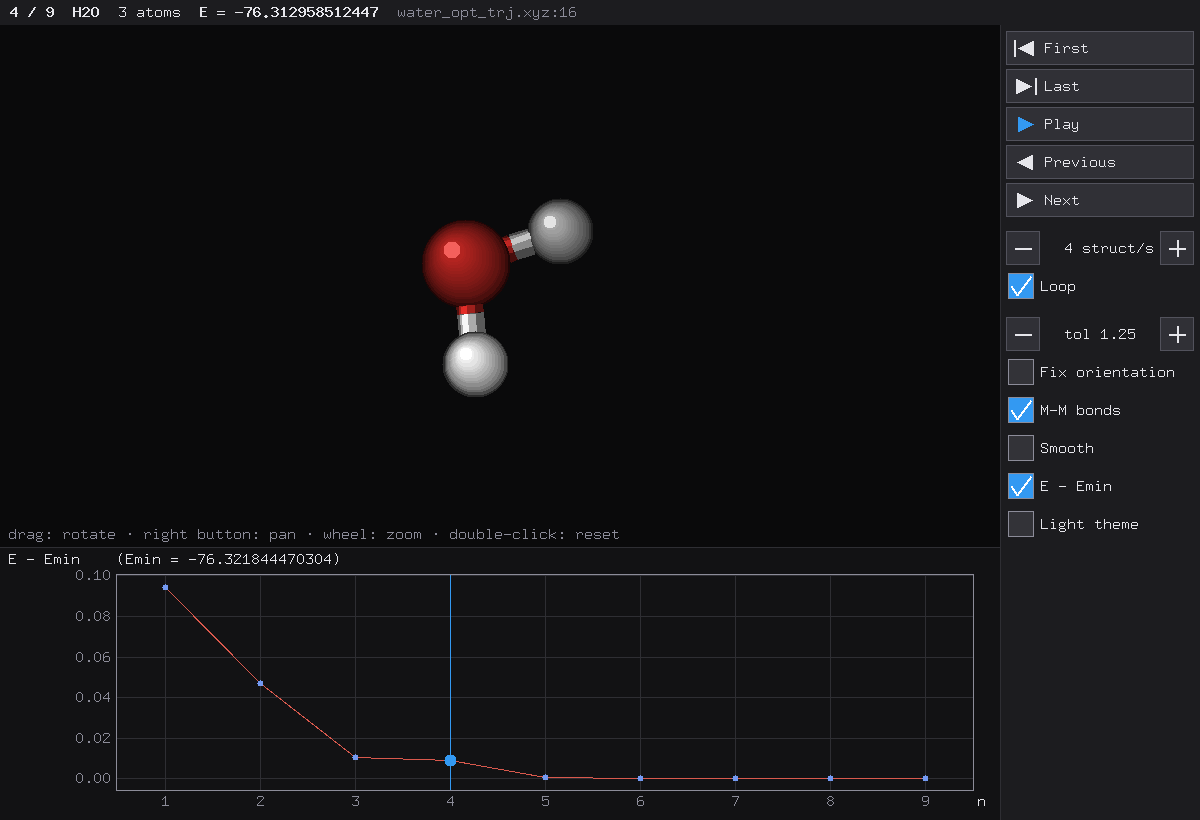 4 / 9  H2O  3 atoms  E = -76.312958512447  water_opt_trj.xyz:16
First
Last
Play
Previous
Next
4 struct/s
Loop
tol 1.25
Fix orientation
M-M bonds
Smooth
E - Emin
Light theme
drag: rotate · right button: pan · wheel: zoom · double-click: reset
E - Emin    (Emin = -76.321844470304)
0.10
0.08
0.06
0.04
0.02
0.00
1 2 3 4 5 6 7 8 9 n